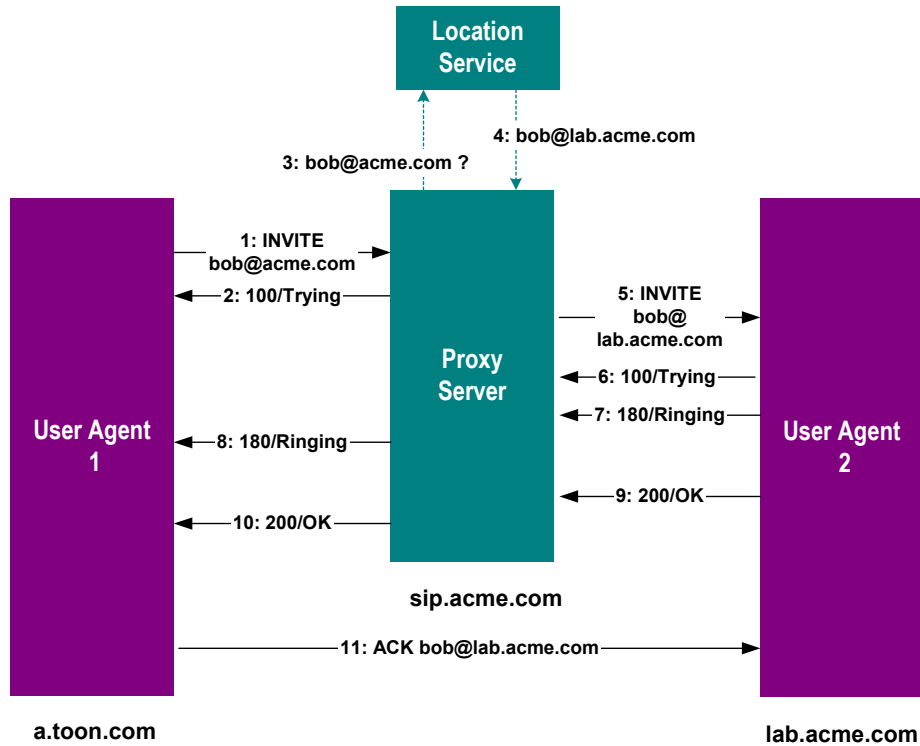 Location
Service
4: bob@lab.acme.com
3: bob@acme.com ?
1: INVITE
bob@acme.com
2: 100/Trying
5: INVITE
bob@
lab.acme.com
Proxy
Server
6: 100/Trying
7: 180/Ringing
User Agent
1
8: 180/Ringing
User Agent
2
9: 200/OK
10: 200/OK
sip.acme.com
11: ACK bob@lab.acme.com
a.toon.com
lab.acme.com